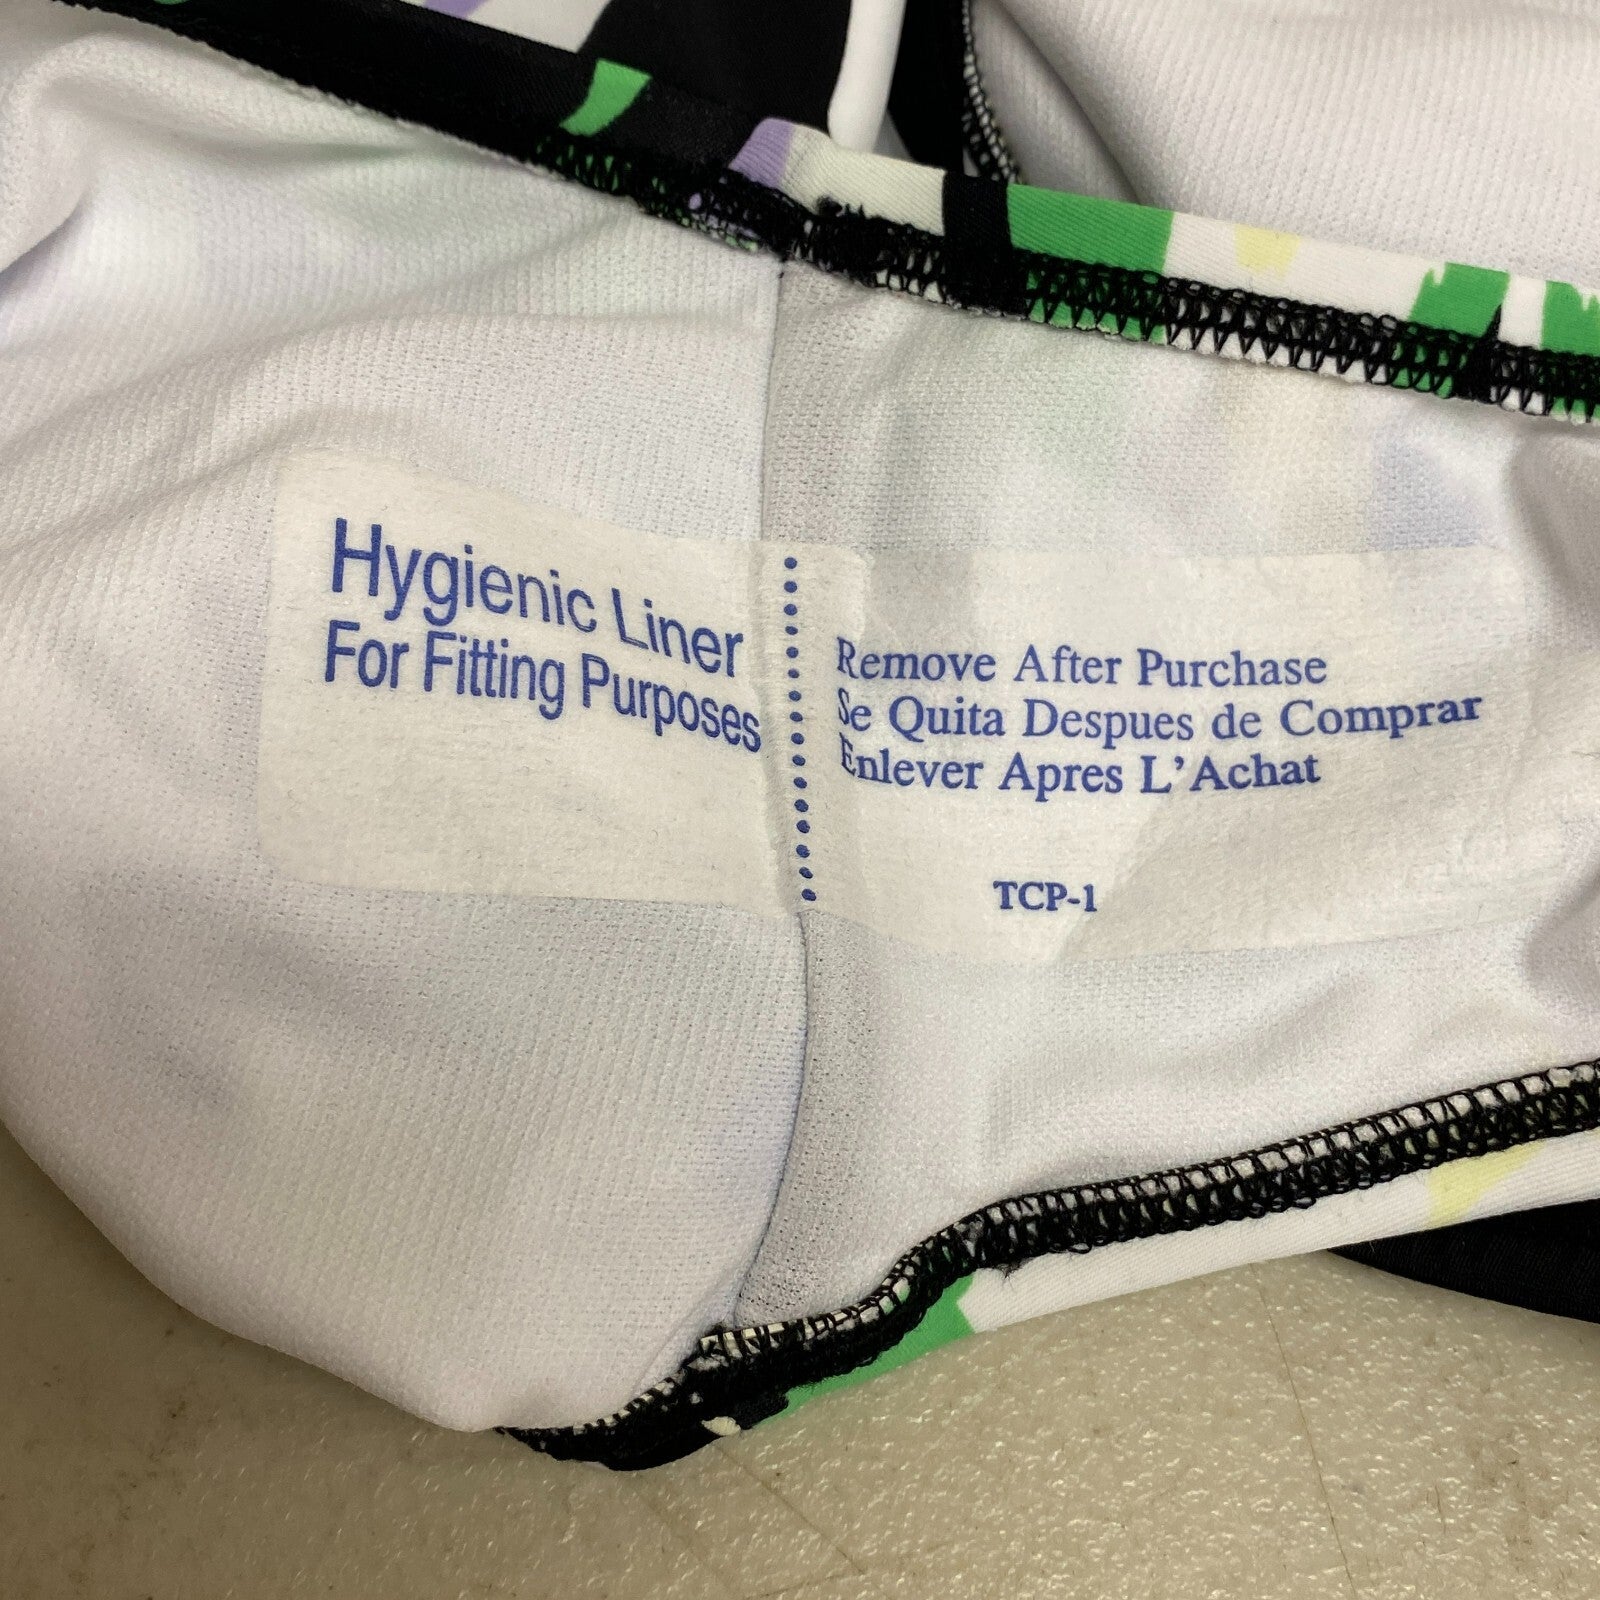 Hygienic Liner
For Fitting Purposes
Remove After Purchase
Se Quita Despues de Comprar
Enlever Apres L'Achat
TCP-1